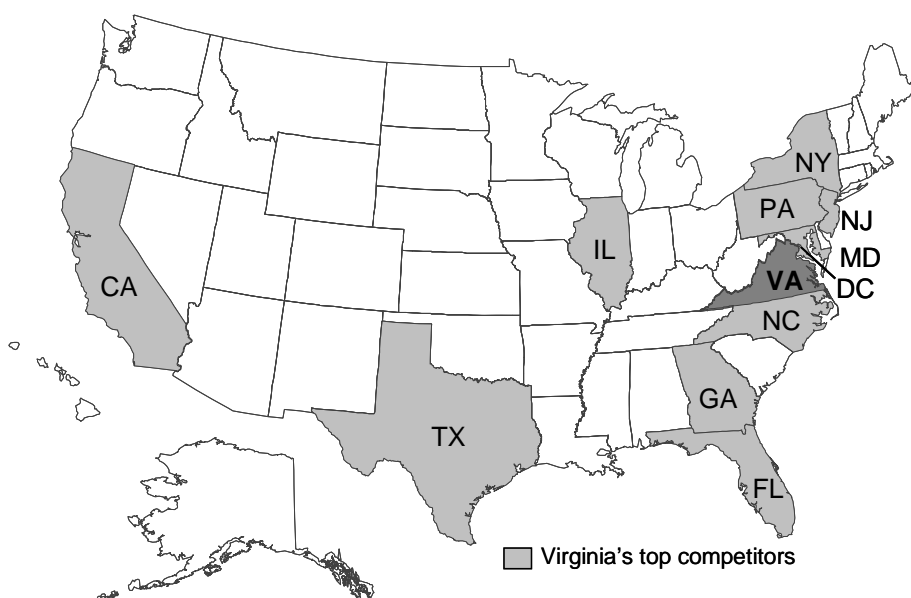 NY
PA
NJ
IL
MD
CA
VA
DC
NC
GA
TX
FL
Virginia's top competitors